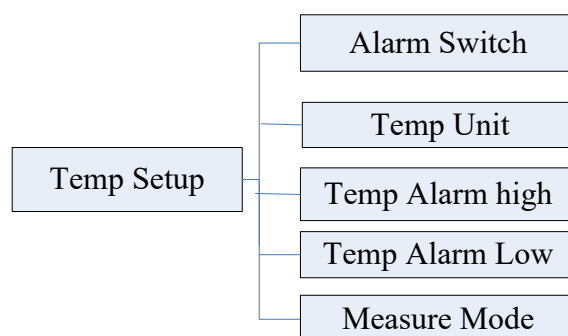 Alarm Switch
Temp Unit
Temp Setup
Temp Alarm high
Temp Alarm Low
Measure Mode